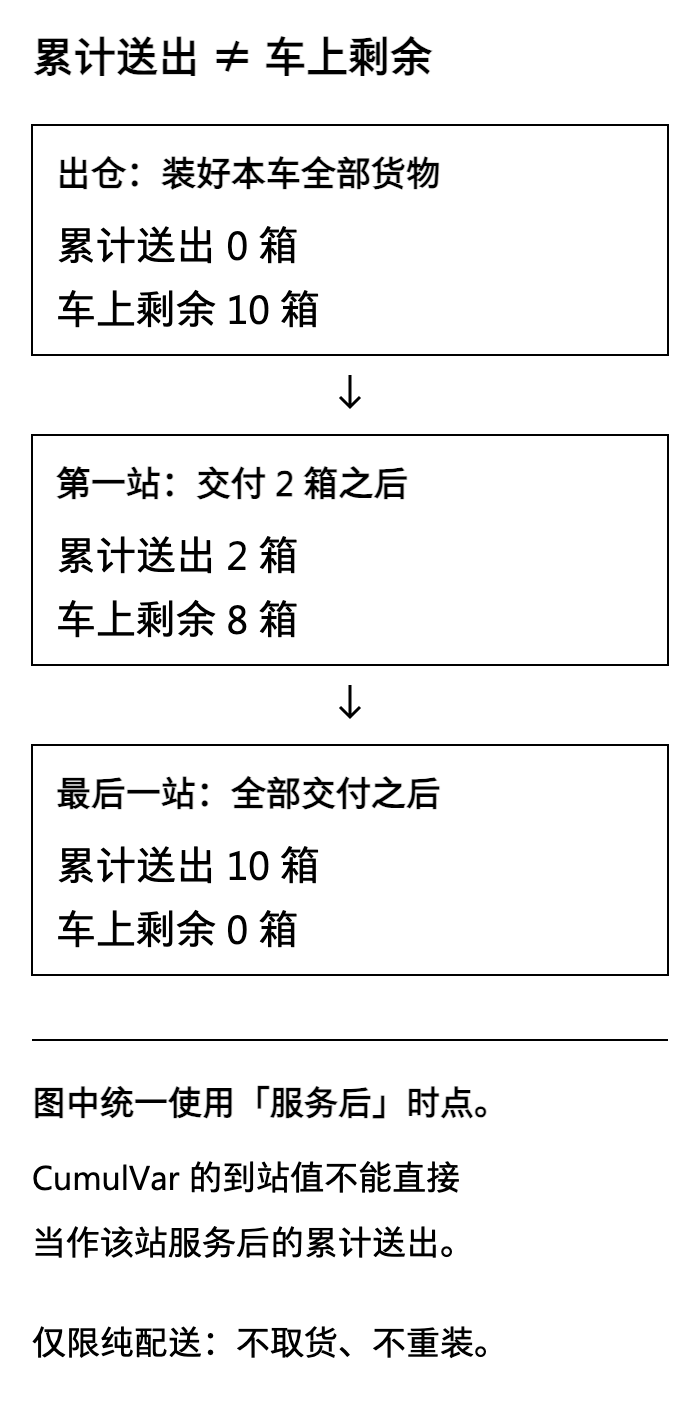 累计送出 ≠ 车上剩余
出仓：装好本车全部货物
累计送出 0 箱
车上剩余 10 箱
↓
第一站：交付 2 箱之后
累计送出 2 箱
车上剩余 8 箱
↓
最后一站：全部交付之后
累计送出 10 箱
车上剩余 0 箱
图中统一使用「服务后」时点。
CumulVar 的到站值不能直接
当作该站服务后的累计送出。
仅限纯配送：不取货、不重装。